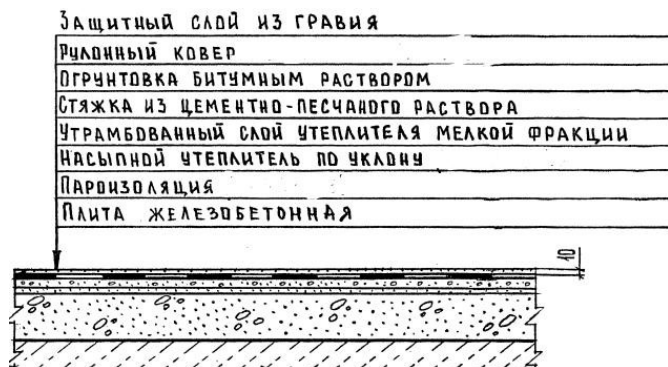 Защитный слой из гравия
Рулонный ковер
Огрунтовка битумным раствором
Стяжка из цементно-песчаного раствора
Утрамбованный слой утеплителя мелкой фракции
Насыпной утеплитель по уклону
Пароизоляция
Плита железобетонная
10